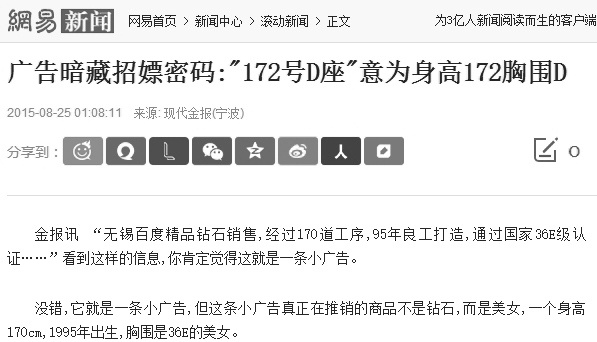 網易新闻 网易首页 > 新闻中心 > 滚动新闻 > 正文 为3亿人新闻阅读而生的客户端
广告暗藏招嫖密码:"172号D座"意为身高172胸围D
2015-08-25 01:08:11 来源: 现代金报(宁波)
分享到: 0
金报讯 “无锡百度精品钻石销售,经过170道工序,95年良工打造,通过国家36E级认
证……”看到这样的信息,你肯定觉得这就是一条小广告。
没错,它就是一条小广告,但这条小广告真正在推销的商品不是钻石,而是美女,一个身高
170cm,1995年出生,胸围是36E的美女。